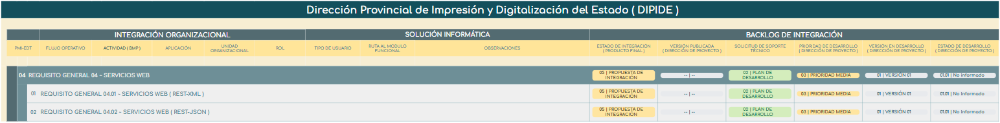 Dirección Provincial de Impresión y Digitalización del Estado ( DIPIDE )
INTEGRACIÓN ORGANIZACIONAL
SOLUCIÓN INFORMÁTICA
BACKLOG DE INTEGRACIÓN
PMI-EDT
FLUJO OPERATIVO
ACTIVIDAD ( BMP )
APLICACIÓN
UNIDAD
ORGANIZACIONAL
ROL
TIPO DE USUARIO
RUTA AL MODULO
FUNCIONAL
OBSERVACIONES
ESTADO DE INTEGRACIÓN
( PRODUCTO FINAL )
VERSIÓN PUBLICADA
( DIRECCIÓN DE PROYECTO )
SOLICITUD DE SOPORTE
TÉCNICO
PRIORIDAD DE DESARROLLO
( DIRECCIÓN DE PROYECTO )
VERSIÓN EN DESARROLLO
( DIRECCIÓN DE PROYECTO )
ESTADO DE DESARROLLO
( DIRECCIÓN DE PROYECTO )
04 REQUISITO GENERAL 04 - SERVICIOS WEB
05 | PROPUESTA DE
INTEGRACIÓN
-- | --
02 | PLAN DE
DESARROLLO
03 | PRIORIDAD MEDIA
01 | VERSIÓN 01
01.01 | No informado
01 REQUISITO GENERAL 04.01 - SERVICIOS WEB ( REST-XML )
05 | PROPUESTA DE
INTEGRACIÓN
-- | --
02 | PLAN DE
DESARROLLO
03 | PRIORIDAD MEDIA
01 | VERSIÓN 01
01.01 | No informado
02 REQUISITO GENERAL 04.02 - SERVICIOS WEB ( REST-JSON )
05 | PROPUESTA DE
INTEGRACIÓN
-- | --
02 | PLAN DE
DESARROLLO
03 | PRIORIDAD MEDIA
01 | VERSIÓN 01
01.01 | No informado